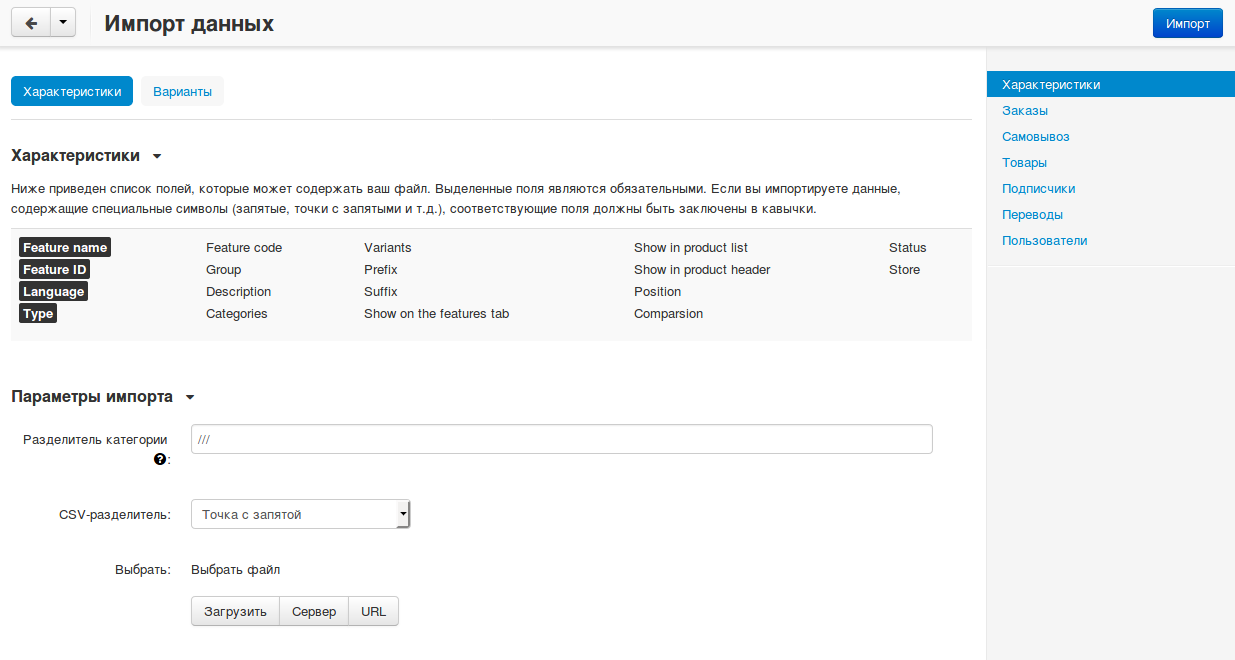 Импорт данных
Импорт
Характеристики
Варианты
Характеристики
Ниже приведен список полей, которые может содержать ваш файл. Выделенные поля являются обязательными. Если вы импортируете данные,
содержащие специальные символы (запятые, точки с запятыми и т.д.), соответствующие поля должны быть заключены в кавычки.
Feature name Feature code Variants Show in product list Status
Feature ID Group Prefix Show in product header Store
Language Description Suffix Position
Type Categories Show on the features tab Comparsion
Параметры импорта
Разделитель категории ///
?:
CSV-разделитель: Точка с запятой
Выбрать: Выбрать файл
Загрузить Сервер URL
Характеристики
Заказы
Самовывоз
Товары
Подписчики
Переводы
Пользователи